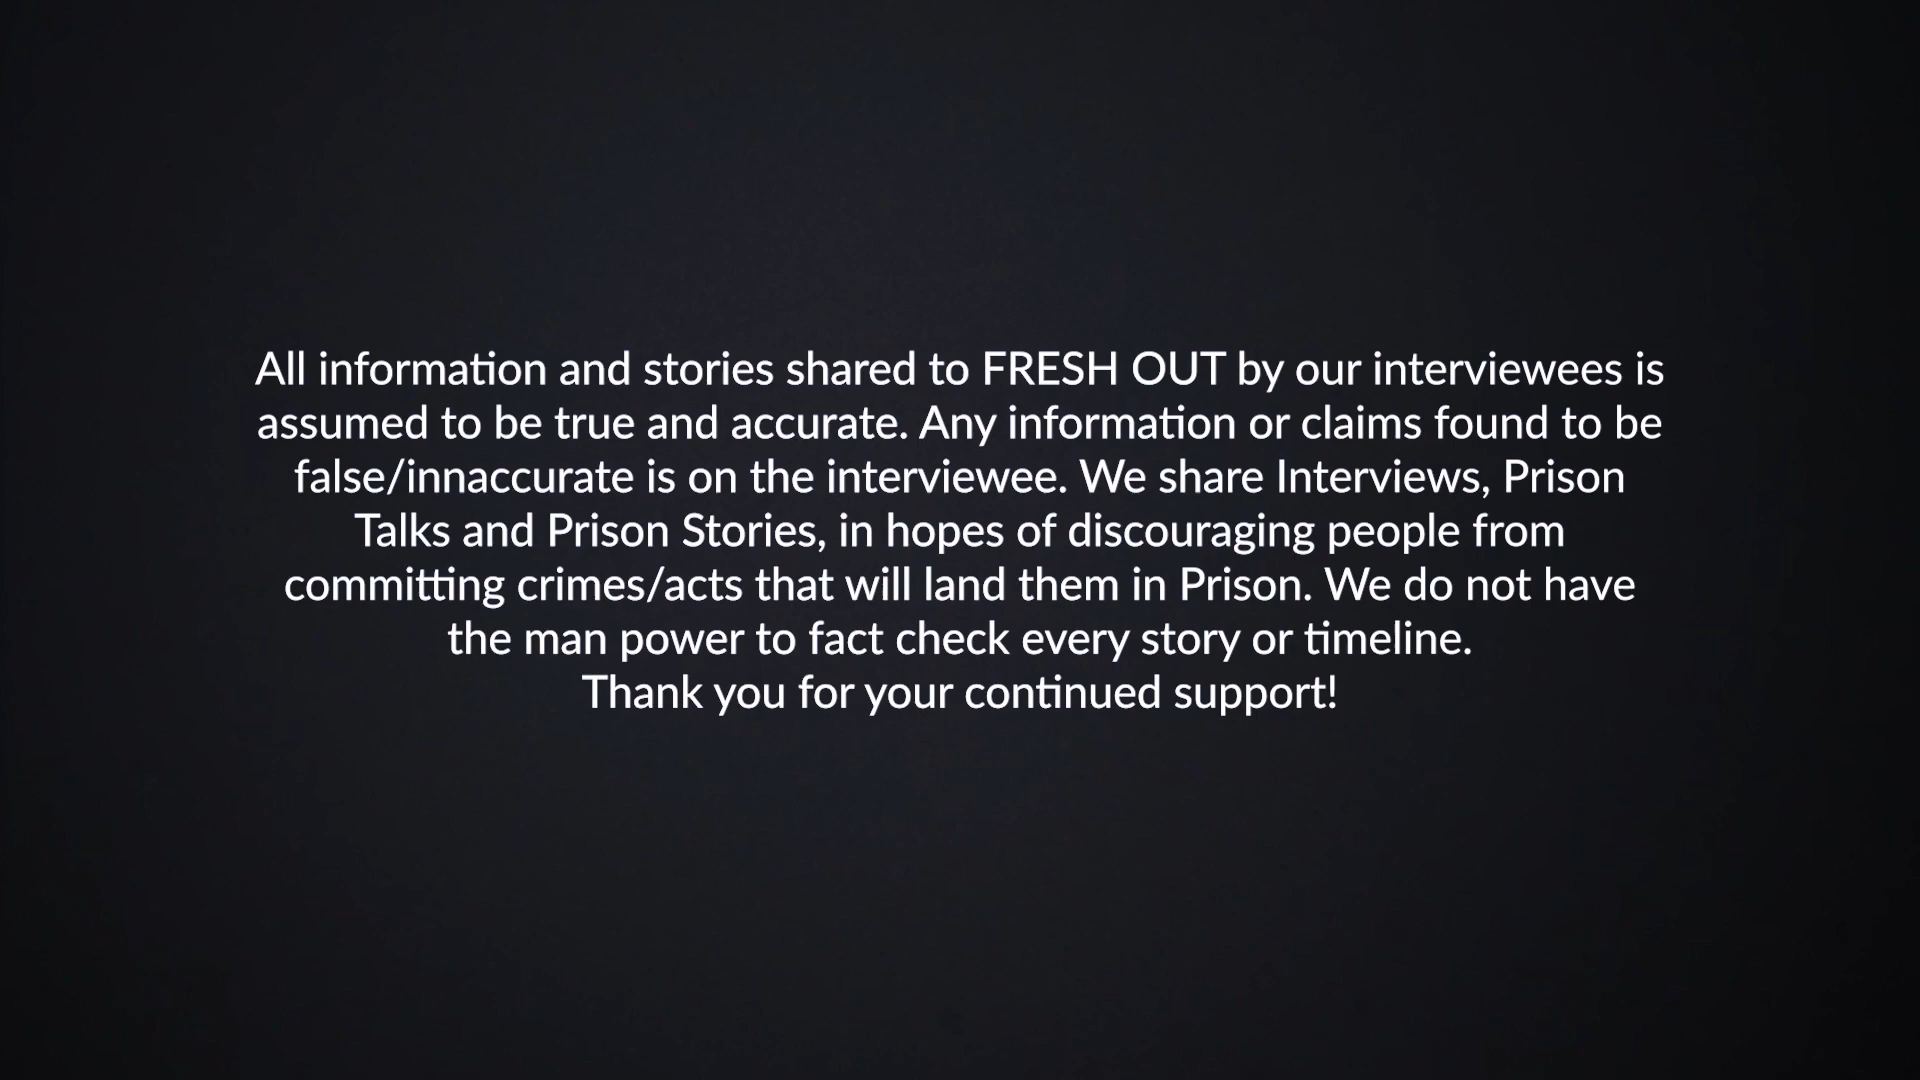 All information and stories shared to FRESH OUT by our interviewees is
assumed to be true and accurate. Any information or claims found to be
false/innaccurate is on the interviewee. We share Interviews, Prison
Talks and Prison Stories, in hopes of discouraging people from
committing crimes/acts that will land them in Prison. We do not have
the man power to fact check every story or timeline.
Thank you for your continued support!